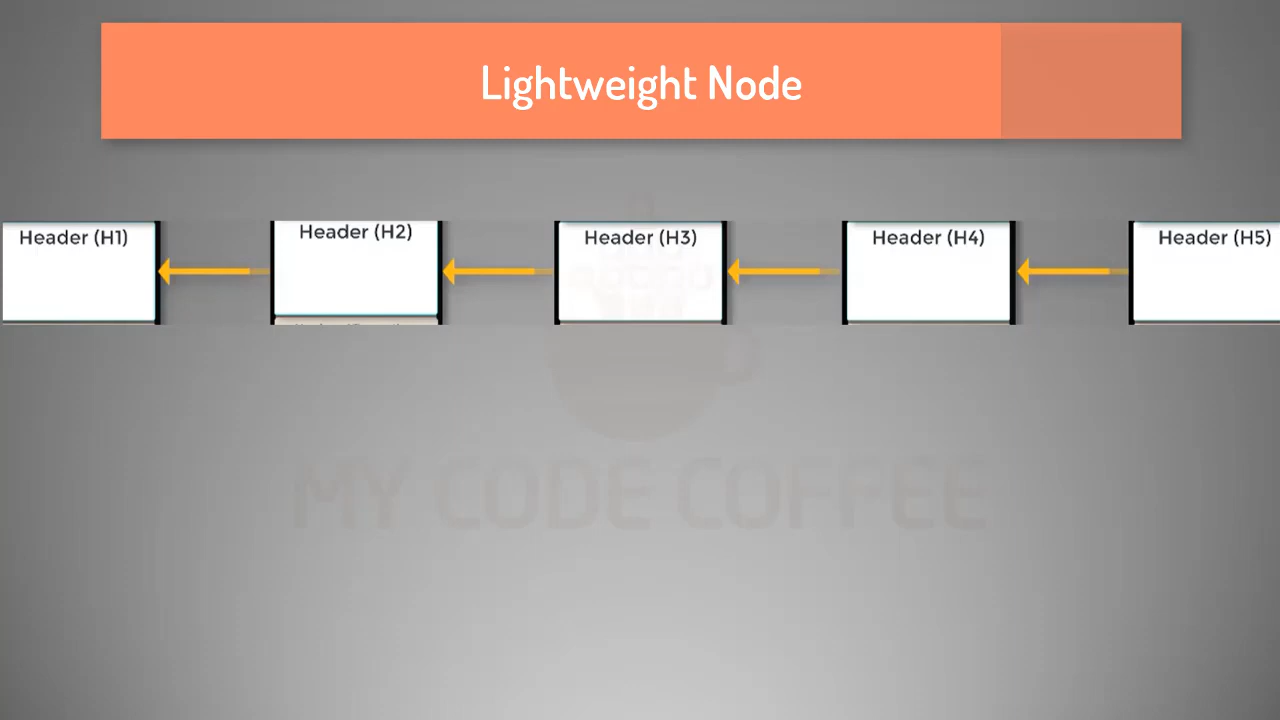 Lightweight Node
Header (H1)
Header (H2)
Header (H3)
Header (H4)
Header (H5)
MY CODE COFFEE